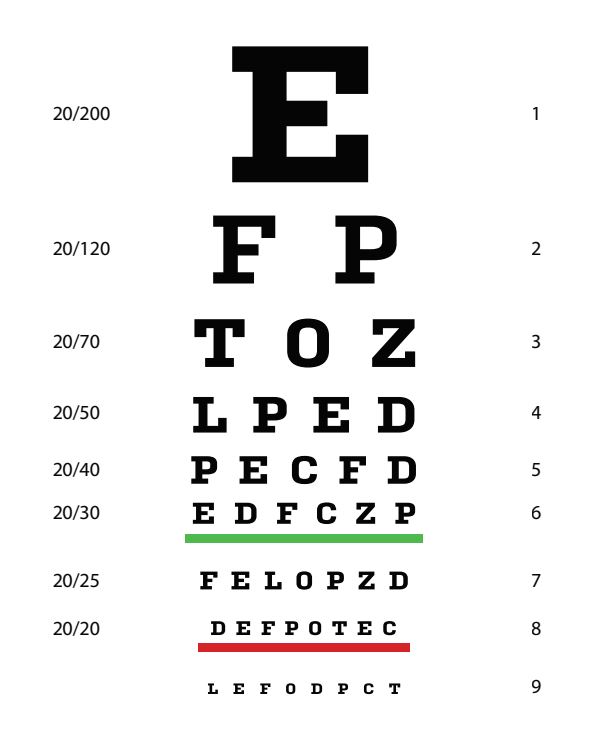 20/200 E 1
20/120 F P 2
20/70 T O Z 3
20/50 L P E D 4
20/40 P E C F D 5
20/30 E D F C Z P 6
20/25 F E L O P Z D 7
20/20 D E F P O T E C 8
L E F O D P C T 9